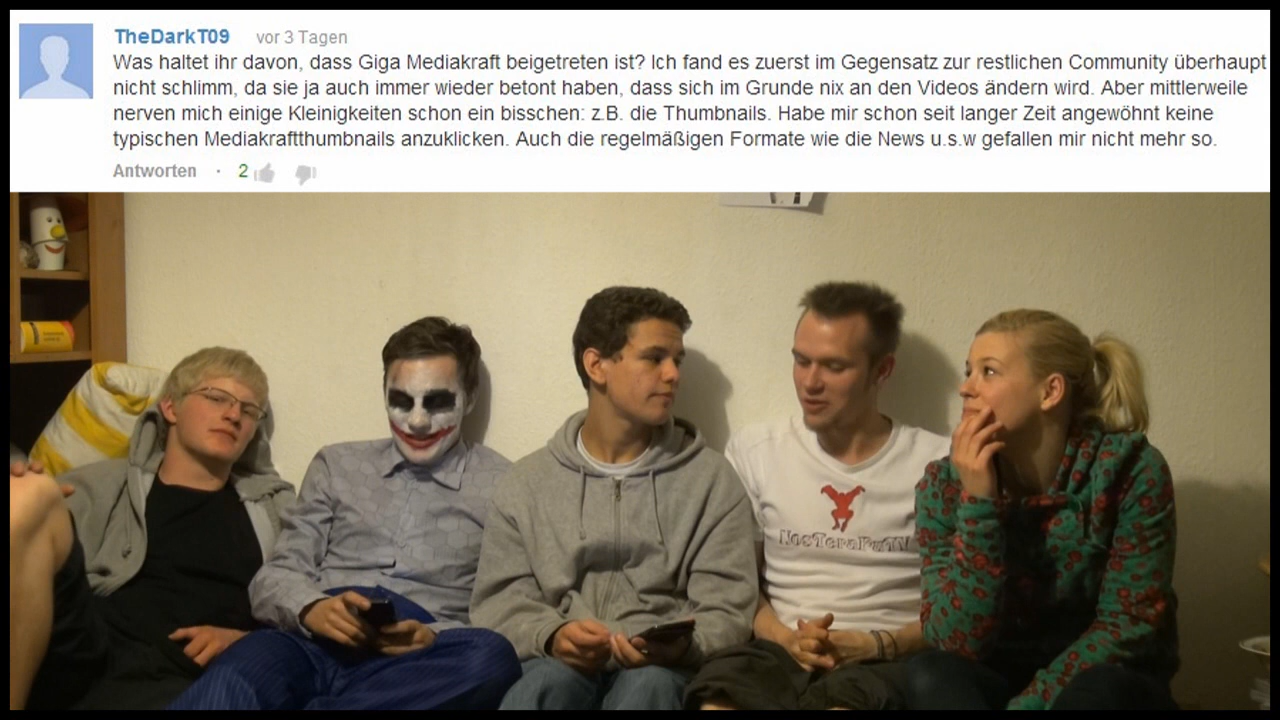 TheDarkT09 vor 3 Tagen
Was haltet ihr davon, dass Giga Mediakraft beigetreten ist? Ich fand es zuerst im Gegensatz zur restlichen Community überhaupt
nicht schlimm, da sie ja auch immer wieder betont haben, dass sich im Grunde nix an den Videos ändern wird. Aber mittlerweile
nerven mich einige Kleinigkeiten schon ein bisschen: z.B. die Thumbnails. Habe mir schon seit langer Zeit angewöhnt keine
typischen Mediakraftthumbnails anzuklicken. Auch die regelmäßigen Formate wie die News u.s.w gefallen mir nicht mehr so.
Antworten · 2